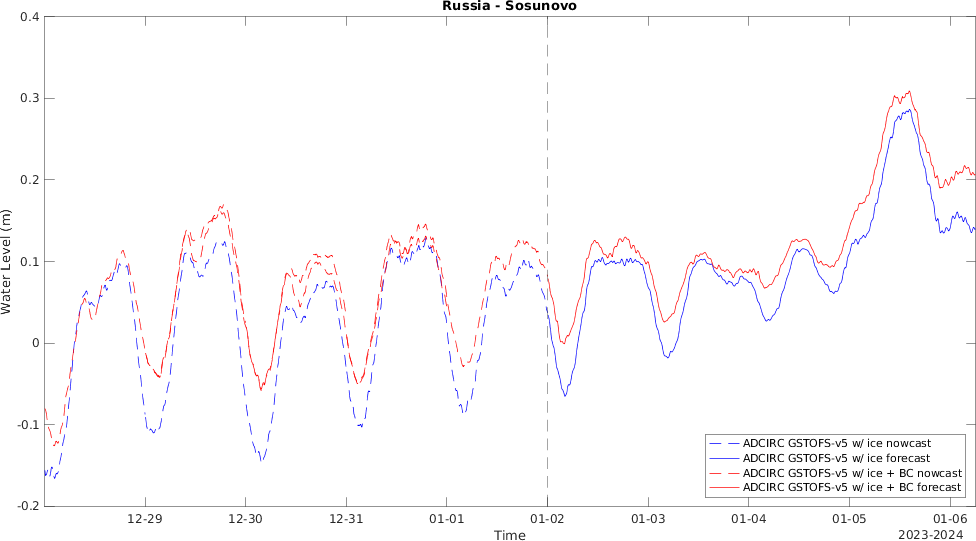 Russia - Sosunovo
0.4
0.3
0.2
0.1
0
-0.1
-0.2
Water Level (m)
12-29
12-30
12-31
01-01
01-02
01-03
01-04
01-05
01-06
Time
2023-2024
ADCIRC GSTOFS-v5 w/ ice nowcast
ADCIRC GSTOFS-v5 w/ ice forecast
ADCIRC GSTOFS-v5 w/ ice + BC nowcast
ADCIRC GSTOFS-v5 w/ ice + BC forecast